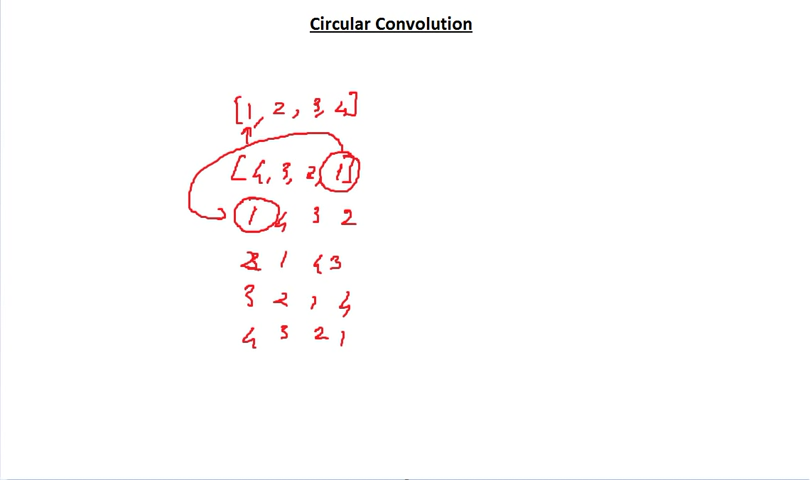 Circular Convolution
[1, 2, 3, 4]
[4, 3, 2, 1]
1 4 3 2
2 1 4 3
3 2 1 4
4 3 2 1